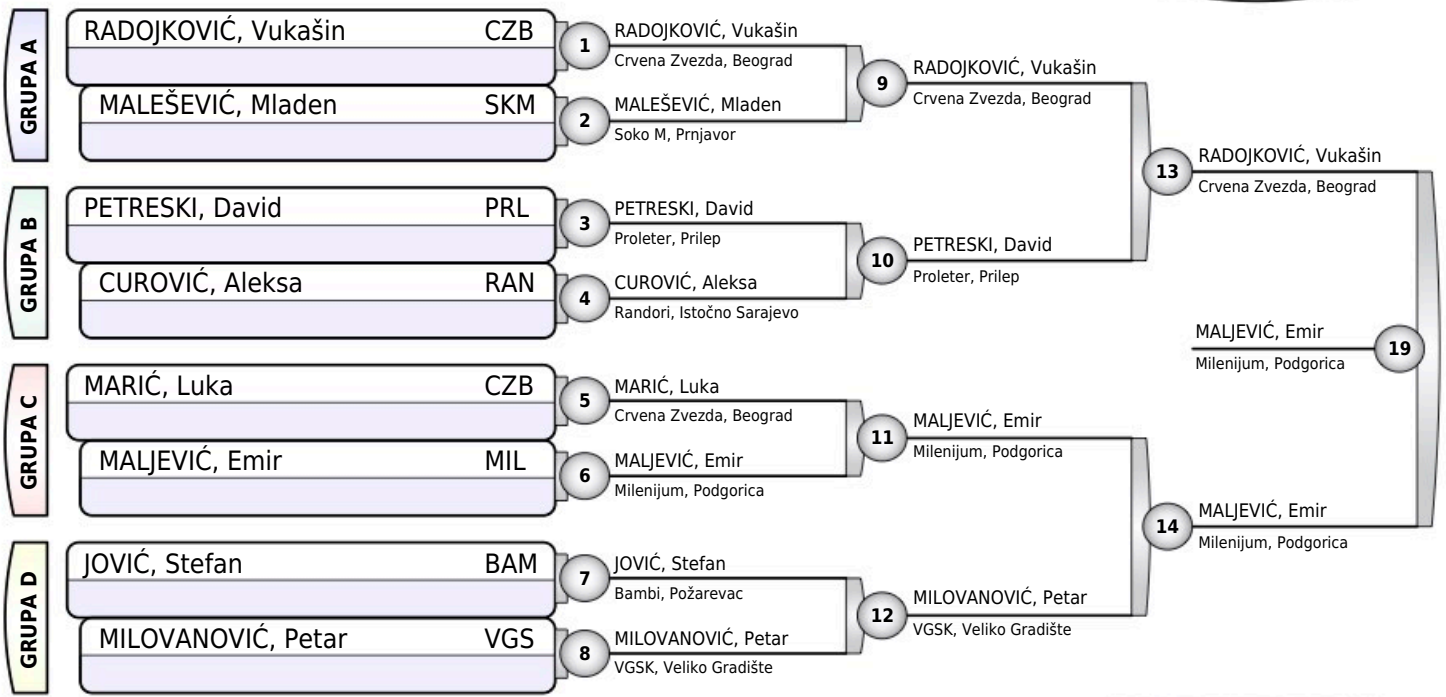 GRUPA A
RADOJKOVIĆ, Vukašin CZB
MALEŠEVIĆ, Mladen SKM
GRUPA B
PETRESKI, David PRL
CUROVIĆ, Aleksa RAN
GRUPA C
MARIĆ, Luka CZB
MALJEVIĆ, Emir MIL
GRUPA D
JOVIĆ, Stefan BAM
MILOVANOVIĆ, Petar VGS
1
RADOJKOVIĆ, Vukašin
Crvena Zvezda, Beograd
2
MALEŠEVIĆ, Mladen
Soko M, Prnjavor
3
PETRESKI, David
Proleter, Prilep
4
CUROVIĆ, Aleksa
Randori, Istočno Sarajevo
5
MARIĆ, Luka
Crvena Zvezda, Beograd
6
MALJEVIĆ, Emir
Milenijum, Podgorica
7
JOVIĆ, Stefan
Bambi, Požarevac
8
MILOVANOVIĆ, Petar
VGSK, Veliko Gradište
9
RADOJKOVIĆ, Vukašin
Crvena Zvezda, Beograd
10
PETRESKI, David
Proleter, Prilep
11
MALJEVIĆ, Emir
Milenijum, Podgorica
12
MILOVANOVIĆ, Petar
VGSK, Veliko Gradište
13
RADOJKOVIĆ, Vukašin
Crvena Zvezda, Beograd
14
MALJEVIĆ, Emir
Milenijum, Podgorica
MALJEVIĆ, Emir
Milenijum, Podgorica
19